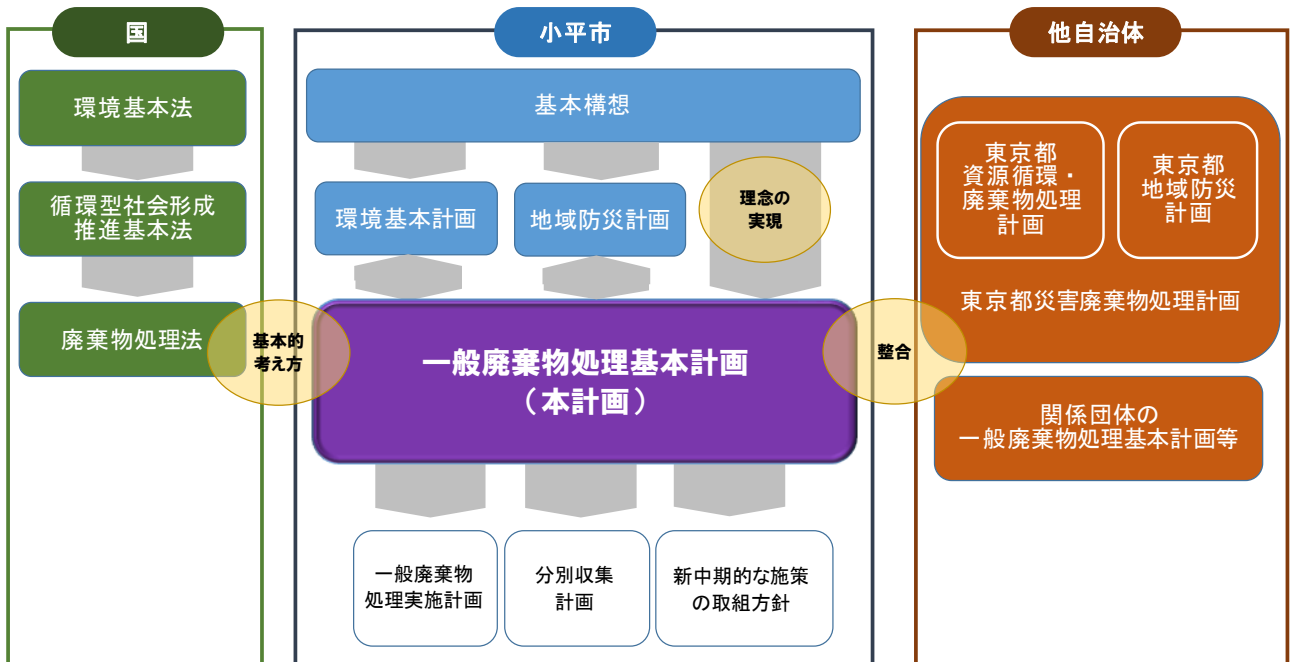 国
環境基本法
循環型社会形成
推進基本法
廃棄物処理法
基本的
考え方
小平市
基本構想
環境基本計画
地域防災計画
理念の
実現
一般廃棄物処理基本計画
（本計画）
一般廃棄物
処理実施計画
分別収集
計画
新中期的な施策
の取組方針
整合
他自治体
東京都
資源循環・
廃棄物処理
計画
東京都
地域防災
計画
東京都災害廃棄物処理計画
関係団体の
一般廃棄物処理基本計画等